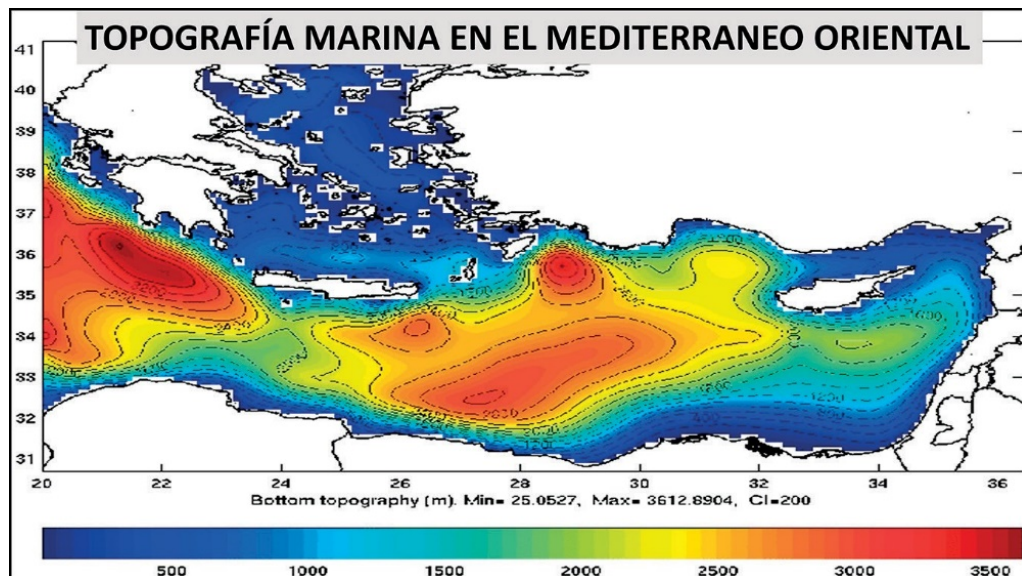 TOPOGRAFÍA MARINA EN EL MEDITERRANEO ORIENTAL
41
40
39
38
37
36
35
34
33
32
31
20 22 24 26 28 30 32 34 36
Bottom topography (m). Min= 25.0527, Max= 3612.8904, CI=200
500 1000 1500 2000 2500 3000 3500